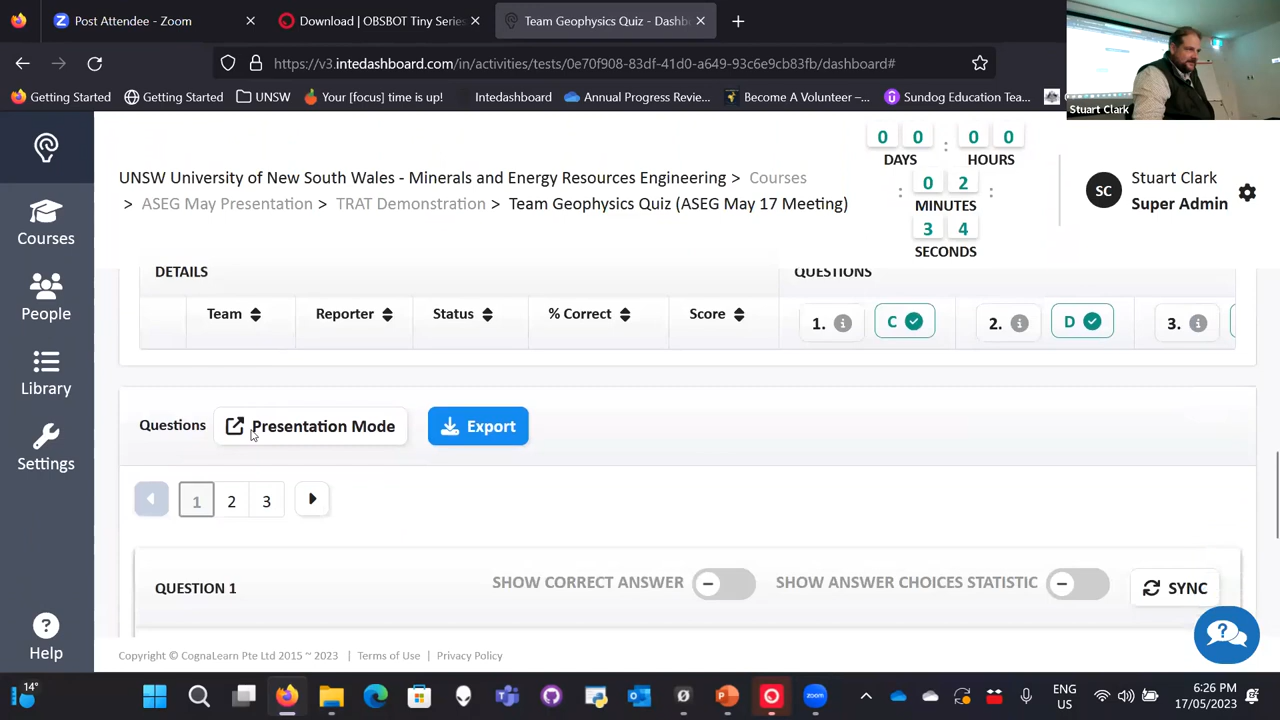 Post Attendee - Zoom
Download | OBSBOT Tiny Series
Team Geophysics Quiz - Dashb
https://v3.intedashboard.com/in/activities/tests/0e70f908-83df-41d0-a649-93c6e9cb83fb/dashboard#
Getting Started
Getting Started
UNSW
Your [focus] time is up!
Intedashboard
Annual Progress Revie...
Become A Volunteer –...
Sundog Education Tea...
Stuart Clark
0 0 : 0 0
DAYS HOURS
: 0 2 :
MINUTES
3 4
SECONDS
UNSW University of New South Wales - Minerals and Energy Resources Engineering > Courses
> ASEG May Presentation > TRAT Demonstration > Team Geophysics Quiz (ASEG May 17 Meeting)
SC
Stuart Clark
Super Admin
Courses
People
Library
Settings
Help
DETAILS
QUESTIONS
Team
Reporter
Status
% Correct
Score
1. C
2. D
3.
Questions
Presentation Mode
Export
1
2
3
QUESTION 1
SHOW CORRECT ANSWER
SHOW ANSWER CHOICES STATISTIC
SYNC
Copyright © CognaLearn Pte Ltd 2015 ~ 2023 | Terms of Use | Privacy Policy
14°
ENG
US
6:26 PM
17/05/2023